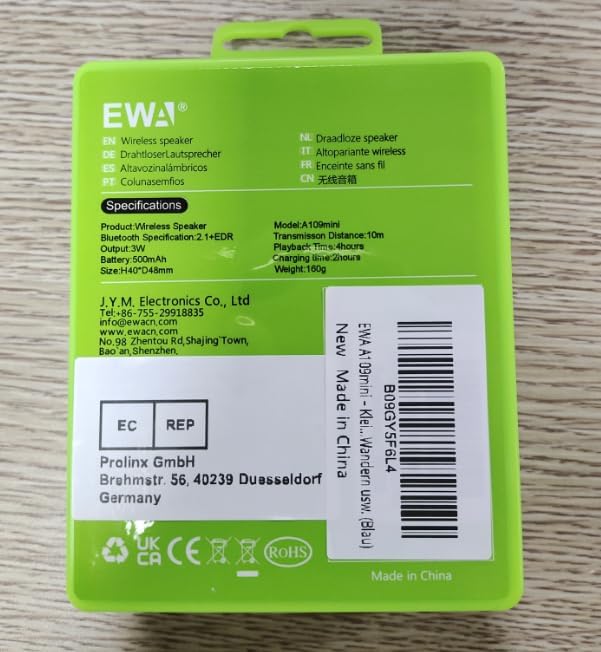 EWA®
EN Wireless speaker
DE DrahtloserLautsprecher
ES Altavozinalámbricos
PT Colunasemfios
NL Draadloze speaker
IT Altopariante wireless
FR Enceinte sans fil
CN 无线音箱
Specifications
Product:Wireless Speaker
Bluetooth Specification:2.1+EDR
Output:3W
Battery:500mAh
Size:H40*D48mm
Model:A109mini
Transmisson Distance:10m
Playback Time:4hours
Charging time:2hours
Weight:160g
J.Y.M. Electronics Co., Ltd
Tel:+86-755-29918835
info@ewacn.com
www.ewacn.com
No.98 Zhentou Rd,Shajing Town,
Bao'an,Shenzhen,
EC REP
Prolinx GmbH
Brehmstr. 56, 40239 Duesseldorf
Germany
B09GY5F6L4
EWA A109mini - Klei...Wandern usw. (Blau)
New Made in China
UK
CA
CE
RoHS
Made in China